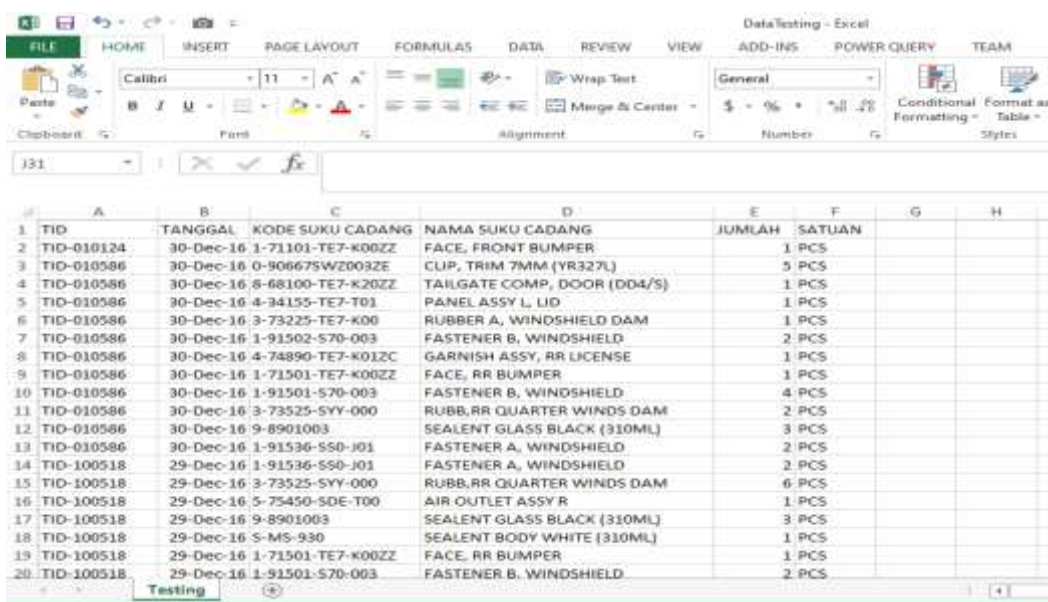 DataTesting - Excel
FILE HOME INSERT PAGE LAYOUT FORMULAS DATA REVIEW VIEW ADD-INS POWER QUERY TEAM
Calibri 11 Wrap Text General
Paste B I U Merge & Center $ % Conditional Format as
Formatting Table
Clipboard Font Alignment Number Styles
J31 fx
A B C D E F G H
1 TID TANGGAL KODE SUKU CADANG NAMA SUKU CADANG JUMLAH SATUAN
2 TID-010124 30-Dec-16 1-71101-TE7-K00ZZ FACE, FRONT BUMPER 1 PCS
3 TID-010586 30-Dec-16 0-90667SWZ003ZE CLIP, TRIM 7MM (YR327L) 5 PCS
4 TID-010586 30-Dec-16 8-68100-TE7-K20ZZ TAILGATE COMP, DOOR (DD4/S) 1 PCS
5 TID-010586 30-Dec-16 4-34155-TE7-T01 PANEL ASSY L, LID 1 PCS
6 TID-010586 30-Dec-16 3-73225-TE7-K00 RUBBER A, WINDSHIELD DAM 1 PCS
7 TID-010586 30-Dec-16 1-91502-S70-003 FASTENER B, WINDSHIELD 2 PCS
8 TID-010586 30-Dec-16 4-74890-TE7-K01ZC GARNISH ASSY, RR LICENSE 1 PCS
9 TID-010586 30-Dec-16 1-71501-TE7-K00ZZ FACE, RR BUMPER 1 PCS
10 TID-010586 30-Dec-16 1-91501-S70-003 FASTENER B, WINDSHIELD 4 PCS
11 TID-010586 30-Dec-16 3-73525-SYY-000 RUBB,RR QUARTER WINDS DAM 2 PCS
12 TID-010586 30-Dec-16 9-8901003 SEALENT GLASS BLACK (310ML) 3 PCS
13 TID-010586 30-Dec-16 1-91536-SS0-J01 FASTENER A, WINDSHIELD 2 PCS
14 TID-100518 29-Dec-16 1-91536-SS0-J01 FASTENER A, WINDSHIELD 2 PCS
15 TID-100518 29-Dec-16 3-73525-SYY-000 RUBB,RR QUARTER WINDS DAM 6 PCS
16 TID-100518 29-Dec-16 5-75450-SDE-T00 AIR OUTLET ASSY R 1 PCS
17 TID-100518 29-Dec-16 9-8901003 SEALENT GLASS BLACK (310ML) 3 PCS
18 TID-100518 29-Dec-16 S-MS-930 SEALENT BODY WHITE (310ML) 1 PCS
19 TID-100518 29-Dec-16 1-71501-TE7-K00ZZ FACE, RR BUMPER 1 PCS
20 TID-100518 29-Dec-16 1-91501-S70-003 FASTENER B, WINDSHIELD 2 PCS
Testing